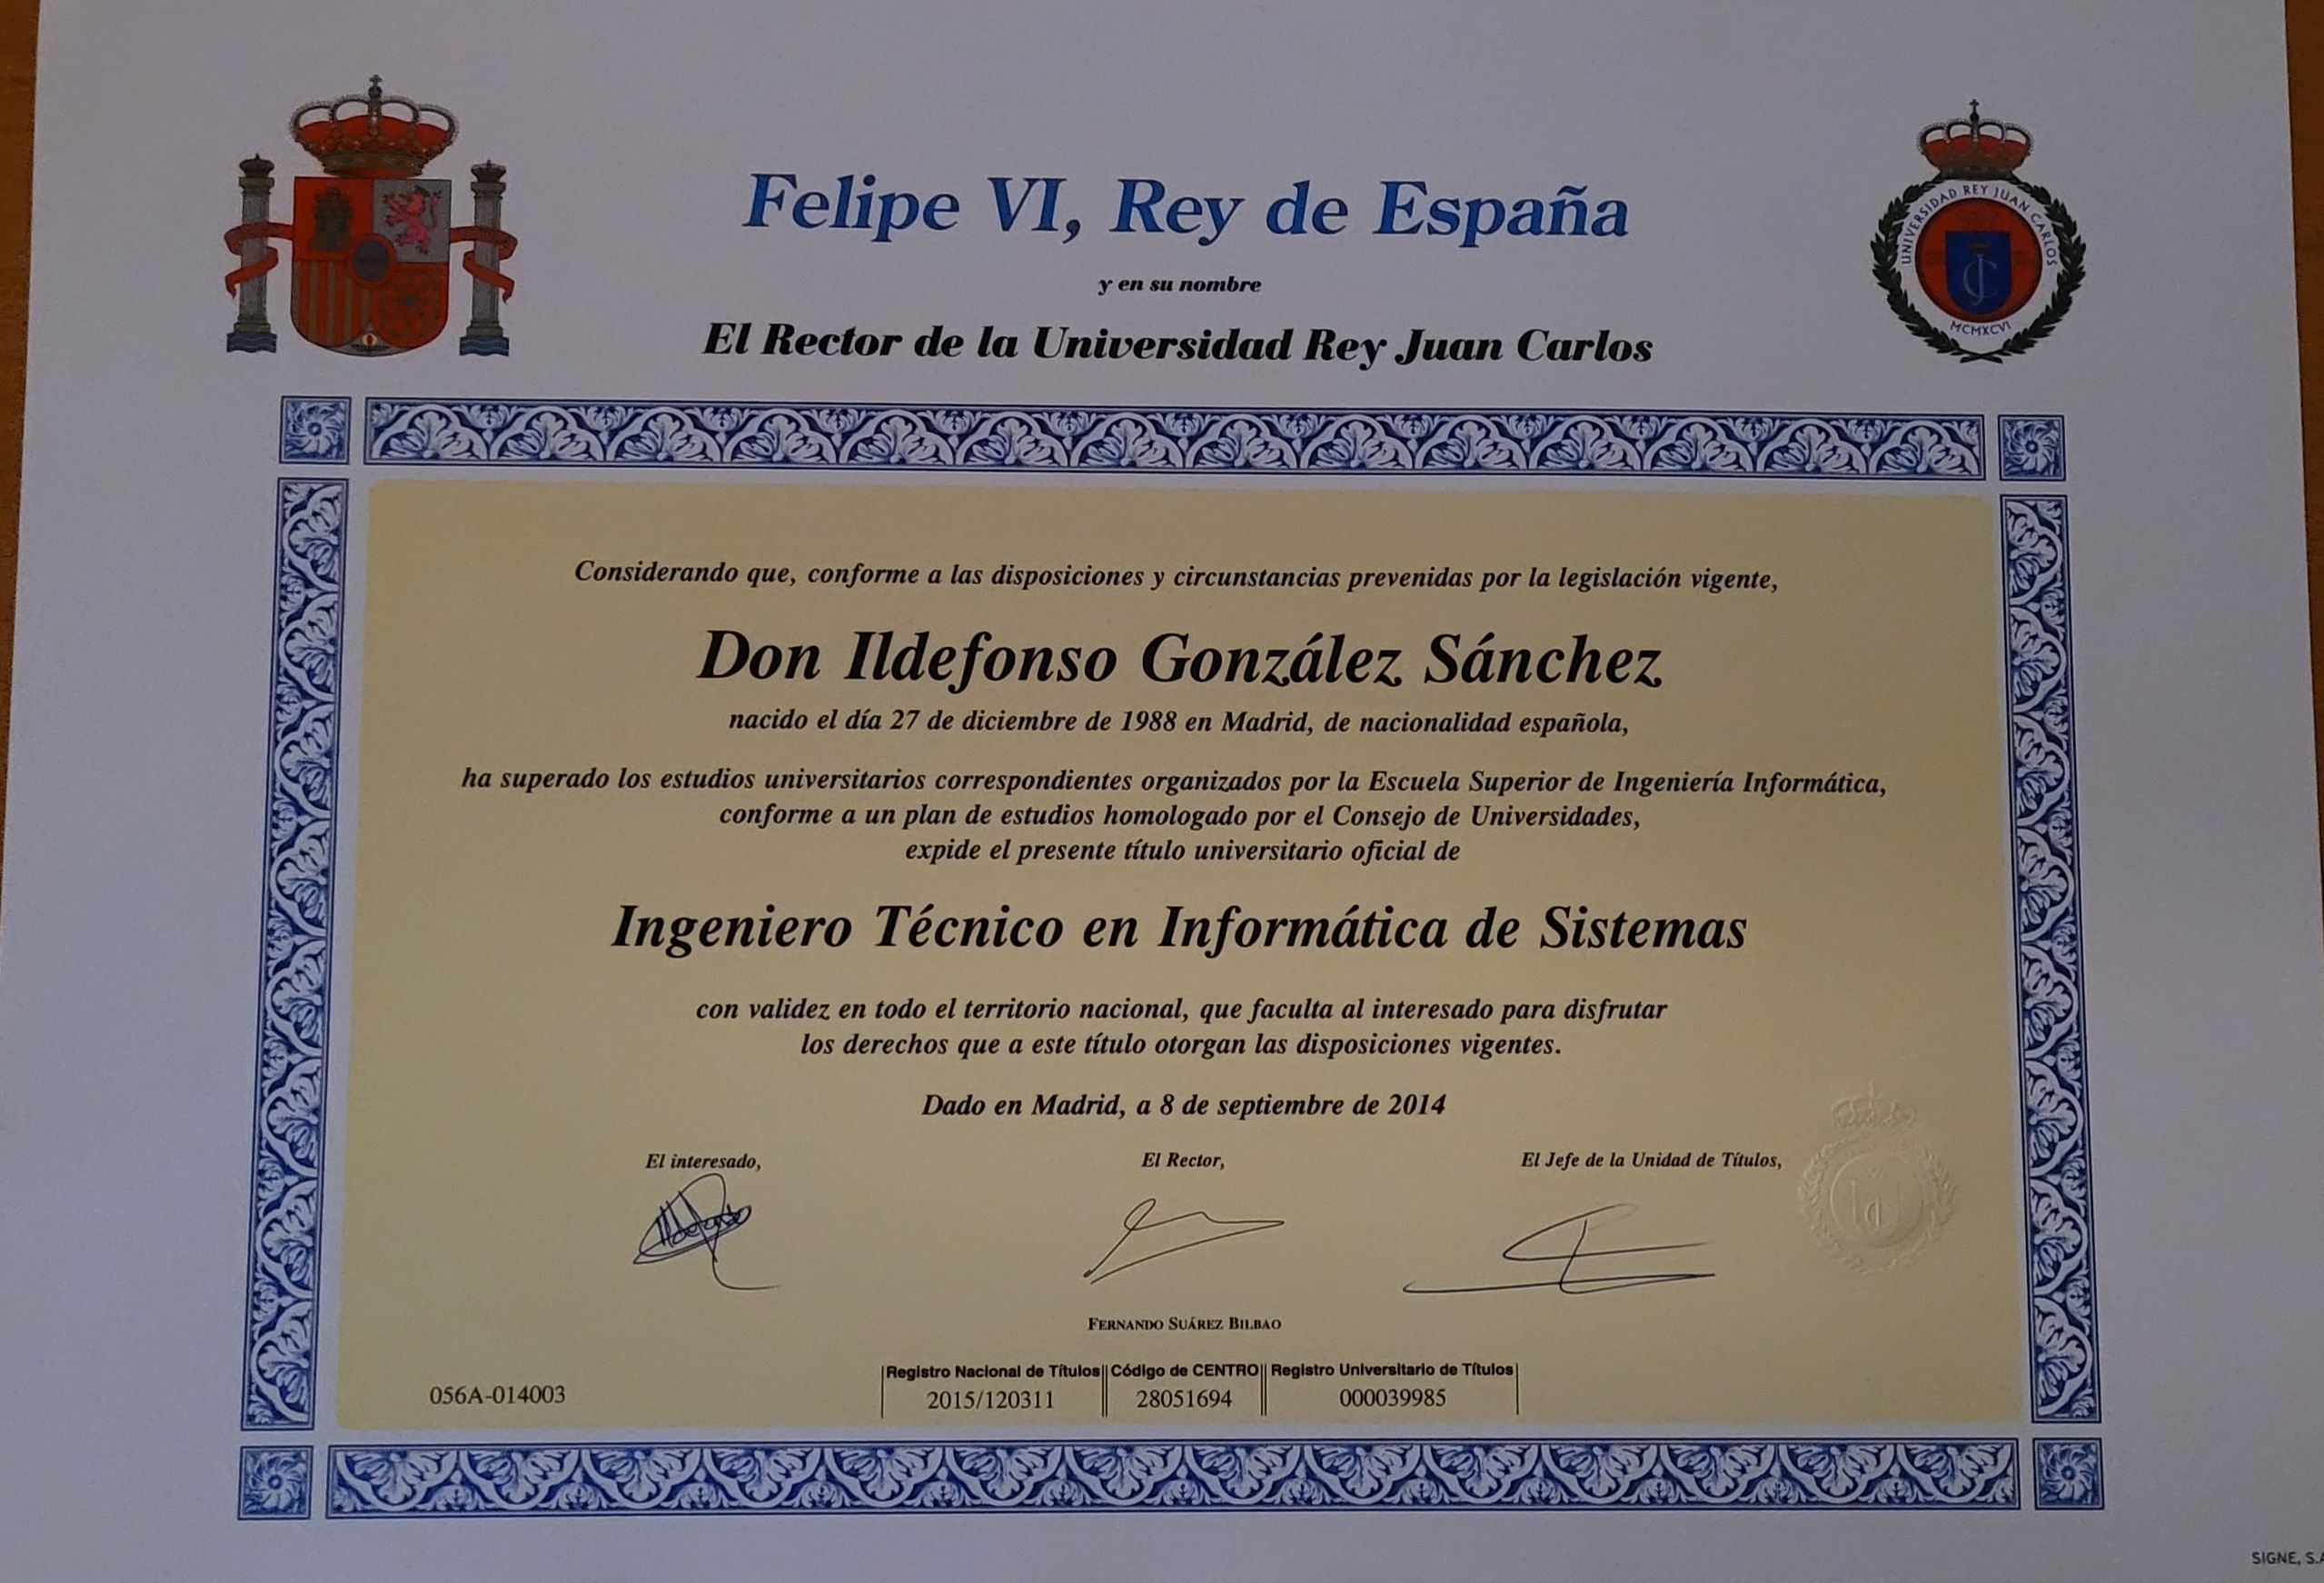 Felipe VI, Rey de España
UNIVERSIDAD REY JUAN CARLOS
MCMXCVI
y en su nombre
El Rector de la Universidad Rey Juan Carlos
Considerando que, conforme a las disposiciones y circunstancias prevenidas por la legislación vigente,
Don Ildefonso González Sánchez
nacido el día 27 de diciembre de 1988 en Madrid, de nacionalidad española,
ha superado los estudios universitarios correspondientes organizados por la Escuela Superior de Ingeniería Informática,
conforme a un plan de estudios homologado por el Consejo de Universidades,
expide el presente título universitario oficial de
Ingeniero Técnico en Informática de Sistemas
con validez en todo el territorio nacional, que faculta al interesado para disfrutar
los derechos que a este título otorgan las disposiciones vigentes.
Dado en Madrid, a 8 de septiembre de 2014
El interesado, El Rector, El Jefe de la Unidad de Títulos,
FERNANDO SUÁREZ BILBAO
Registro Nacional de Títulos Código de CENTRO Registro Universitario de Títulos
056A-014003 2015/120311 28051694 000039985
SIGNE, S.A